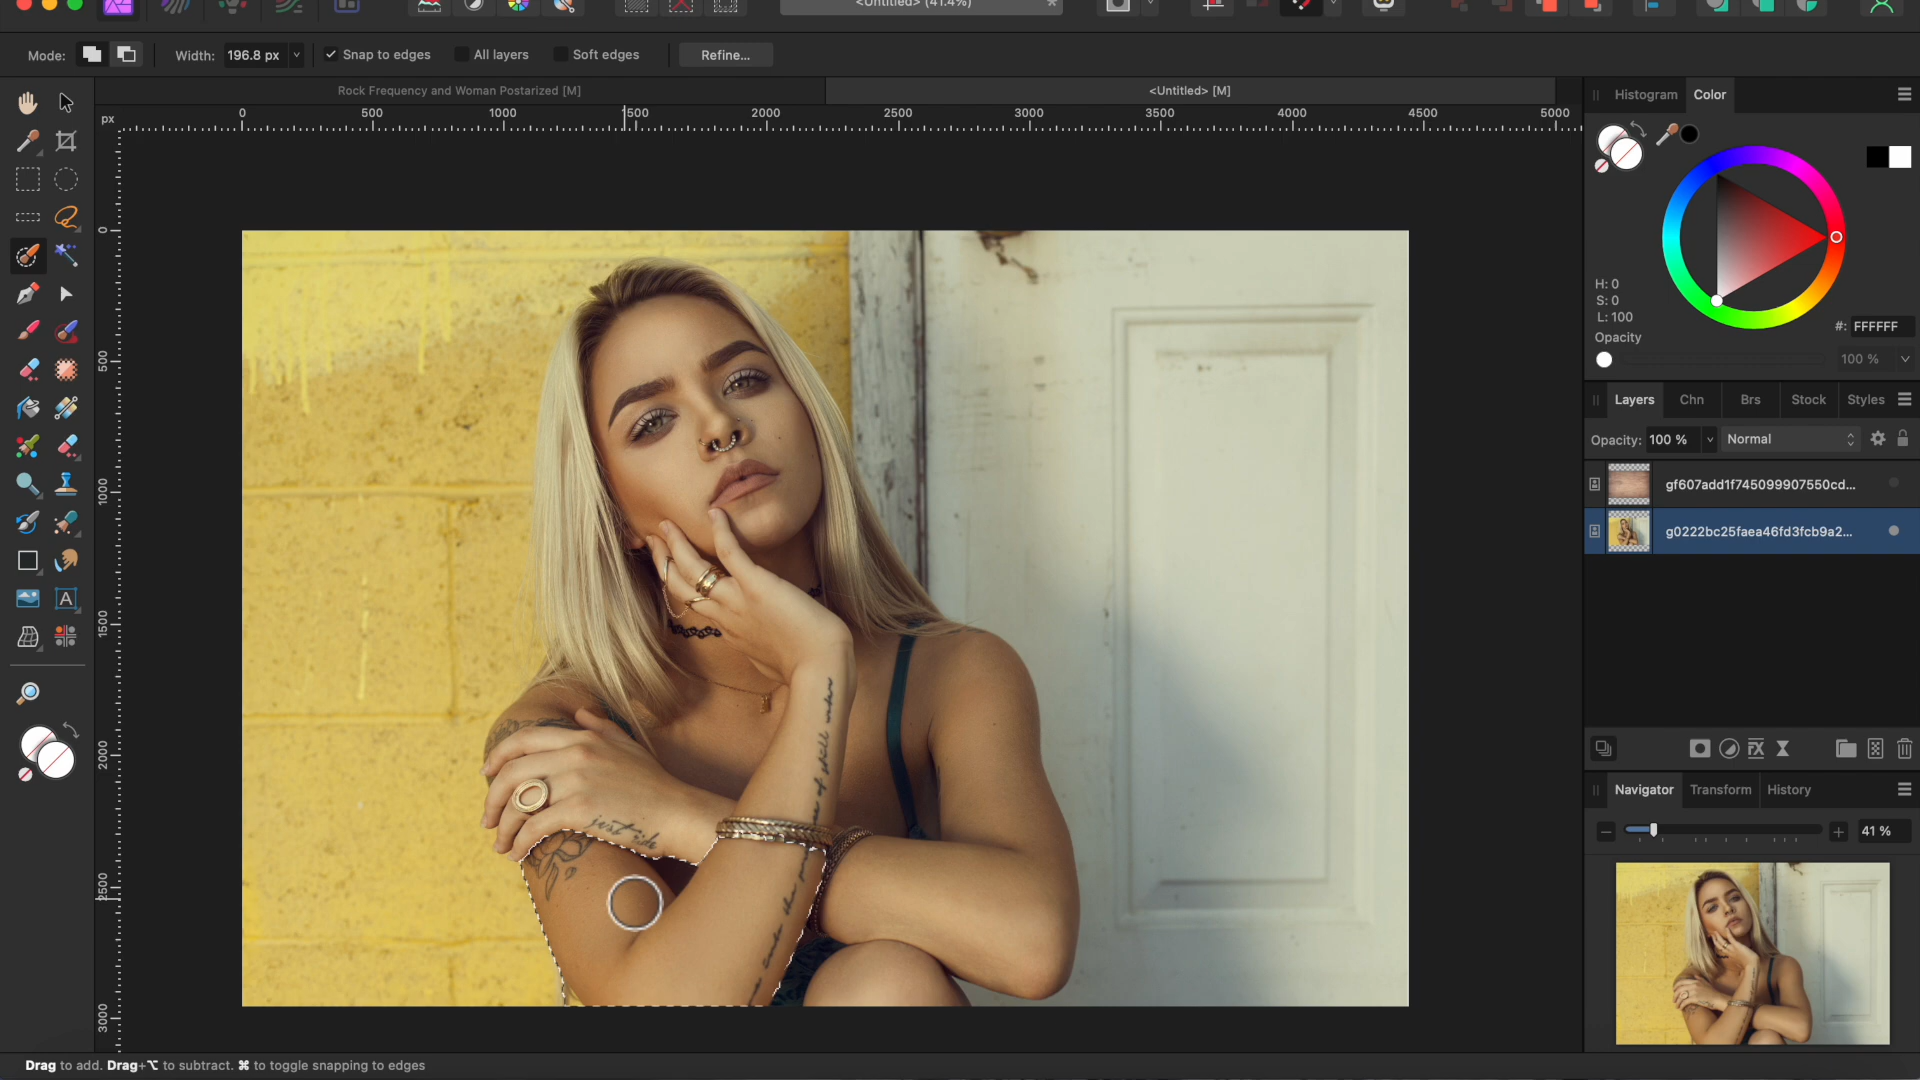 <Untitled> (41.4%)
Mode:
Width: 196.8 px
Snap to edges
All layers
Soft edges
Refine...
Rock Frequency and Woman Postarized [M]
<Untitled> [M]
px
0 500 1000 1500 2000 2500 3000 3500 4000 4500 5000
0
500
1000
1500
2000
2500
3000
Histogram
Color
H: 0
S: 0
L: 100
#: FFFFFF
Opacity
100 %
Layers
Chn
Brs
Stock
Styles
Opacity: 100 %
Normal
gf607add1f745099907550cd...
g0222bc25faea46fd3fcb9a2...
FX
Navigator
Transform
History
41 %
just
A
Drag to add. Drag+⌥ to subtract. ⌘ to toggle snapping to edges